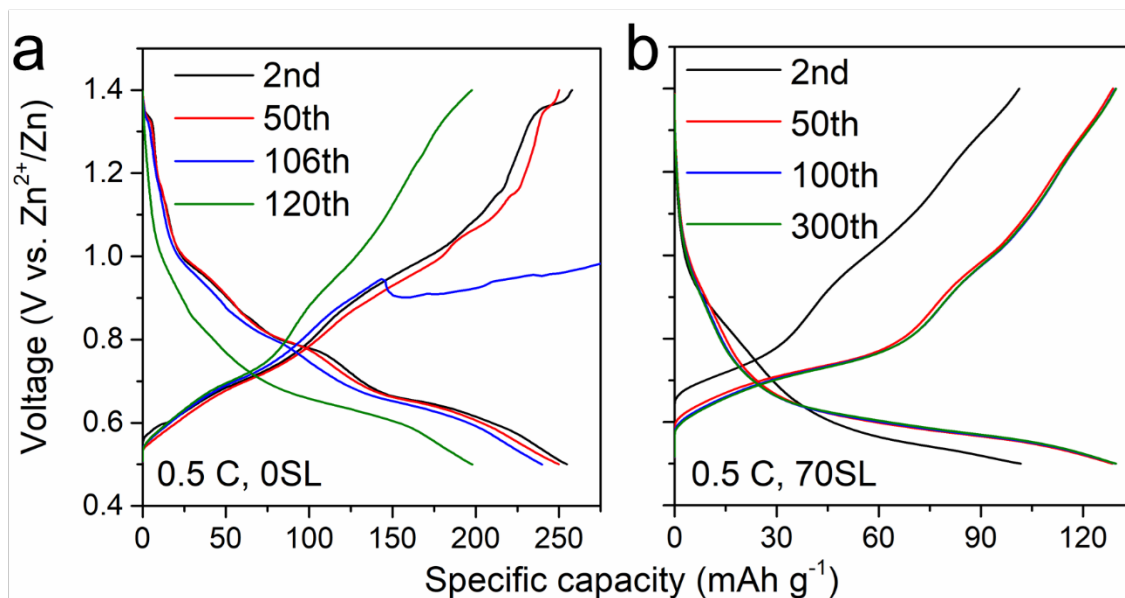 a
2nd
50th
106th
120th
0.5 C, 0SL
b
2nd
50th
100th
300th
0.5 C, 70SL
1.4
1.2
1.0
0.8
0.6
0.4
0 50 100 150 200 250
0 30 60 90 120
Voltage (V vs. Zn²⁺/Zn)
Specific capacity (mAh g⁻¹)